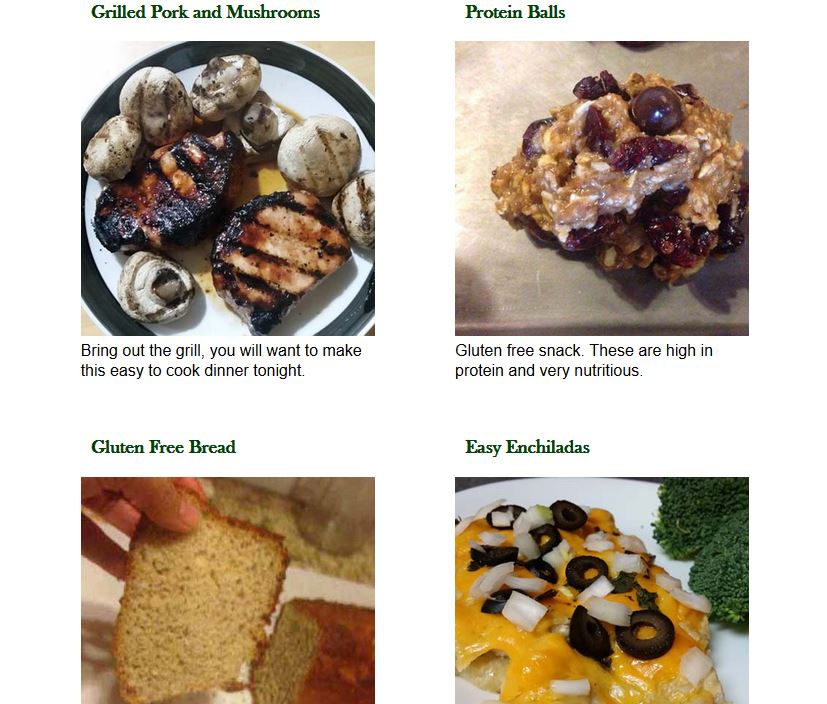 Grilled Pork and Mushrooms
Protein Balls
Bring out the grill, you will want to make
this easy to cook dinner tonight.
Gluten free snack. These are high in
protein and very nutritious.
Gluten Free Bread
Easy Enchiladas